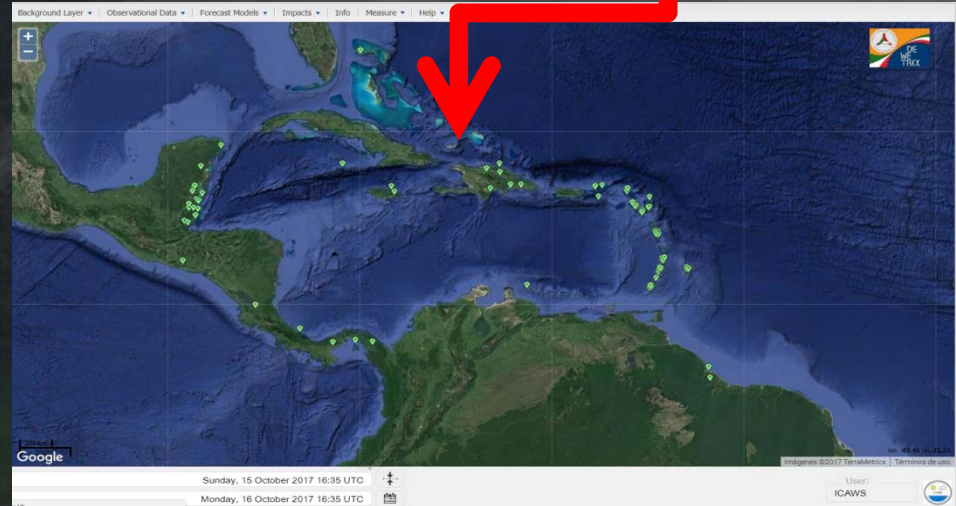 Background Layer Observational Data Forecast Models Impacts Info Measure Help
+
−
DE
WE
TRA
Google
Imágenes ©2017 TerraMetrics Términos de uso
Sunday, 15 October 2017 16:35 UTC
Monday, 16 October 2017 16:35 UTC
User:
ICAWS